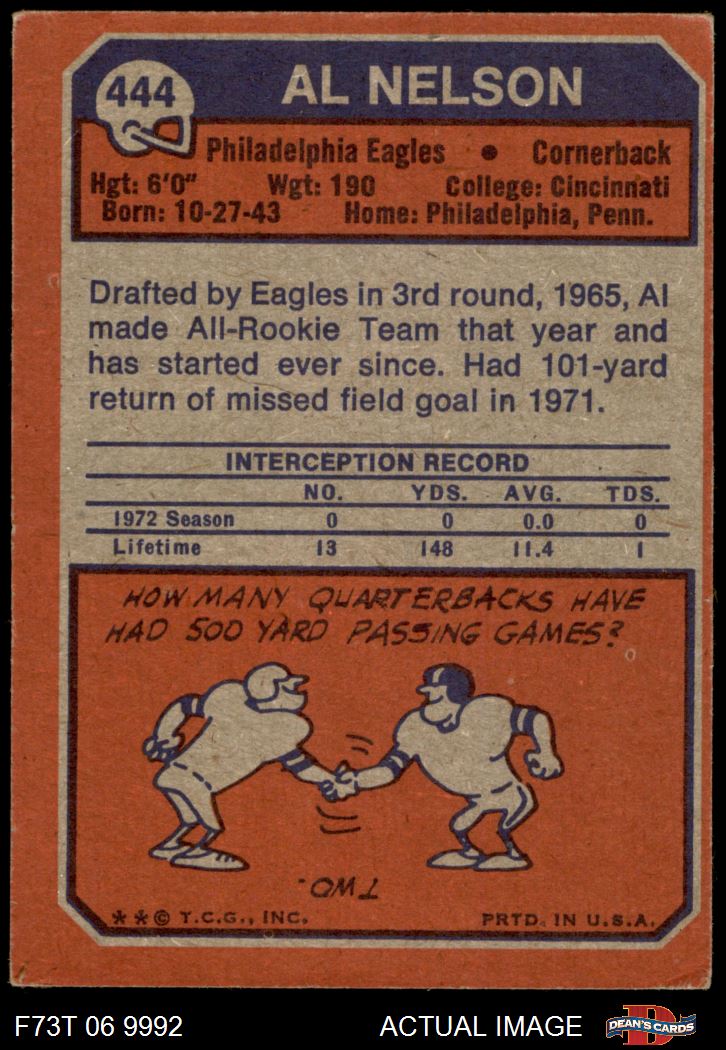 444
AL NELSON
Philadelphia Eagles • Cornerback
Hgt: 6'0" Wgt: 190 College: Cincinnati
Born: 10-27-43 Home: Philadelphia, Penn.
Drafted by Eagles in 3rd round, 1965, Al
made All-Rookie Team that year and
has started ever since. Had 101-yard
return of missed field goal in 1971.
INTERCEPTION RECORD
NO. YDS. AVG. TDS.
1972 Season 0 0 0.0 0
Lifetime 13 148 11.4 1
HOW MANY QUARTERBACKS HAVE
HAD 500 YARD PASSING GAMES?
TWO.
** © T.C.G., INC. PRTD. IN U.S.A.
F73T 06 9992 ACTUAL IMAGE D DEAN'S CARDS